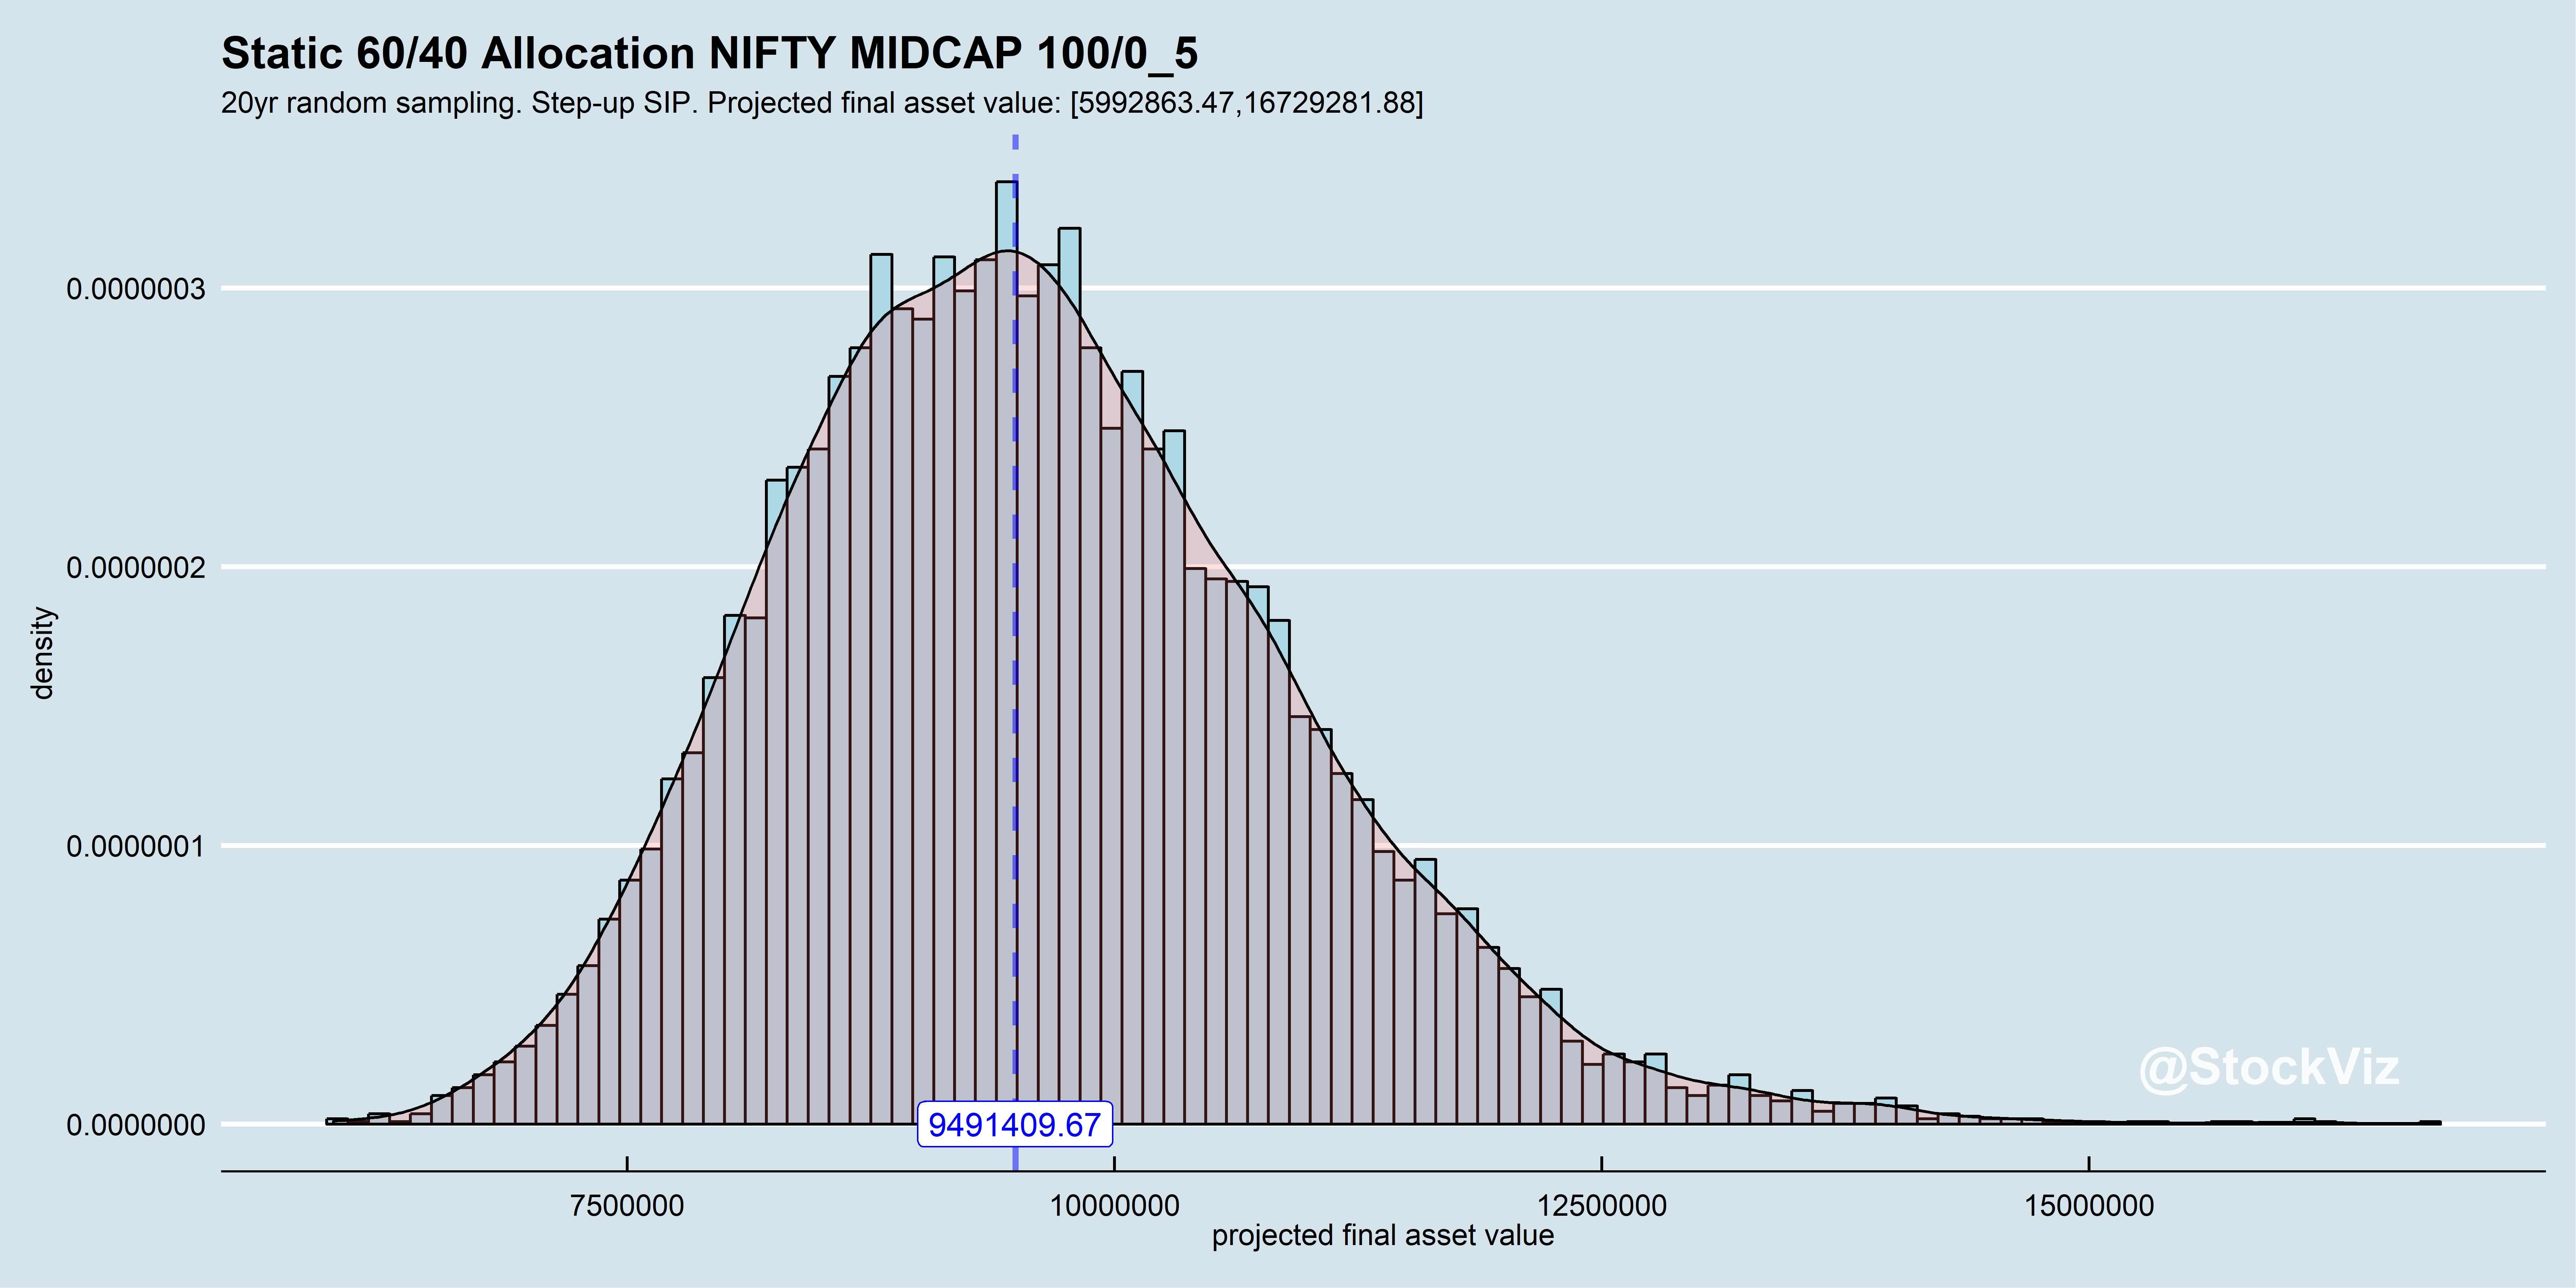 Static 60/40 Allocation NIFTY MIDCAP 100/0_5
20yr random sampling. Step-up SIP. Projected final asset value: [5992863.47,16729281.88]
0.0000003
0.0000002
density
0.0000001
@StockViz
0.0000000
9491409.67
7500000 10000000 12500000 15000000
projected final asset value